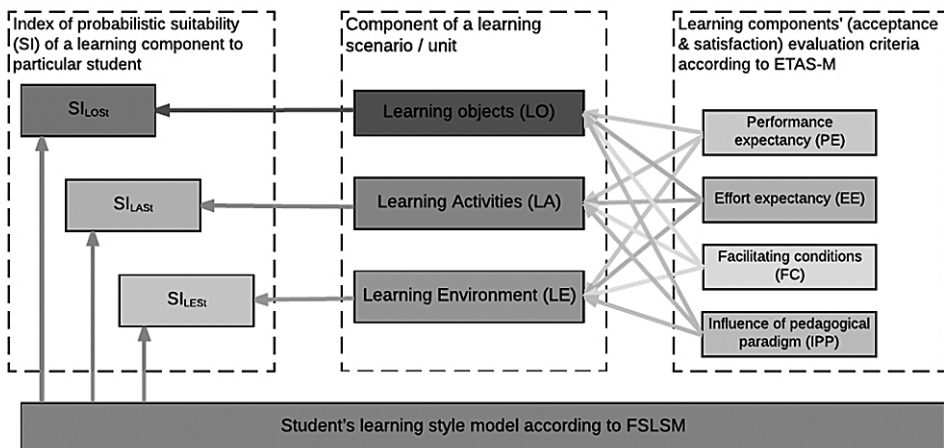 Index of probabilistic suitability
(SI) of a learning component to
particular student
SILOSt
SILASt
SILESt
Component of a learning
scenario / unit
Learning objects (LO)
Learning Activities (LA)
Learning Environment (LE)
Learning components' (acceptance
& satisfaction) evaluation criteria
according to ETAS-M
Performance
expectancy (PE)
Effort expectancy (EE)
Facilitating conditions
(FC)
Influence of pedagogical
paradigm (IPP)
Student's learning style model according to FSLSM